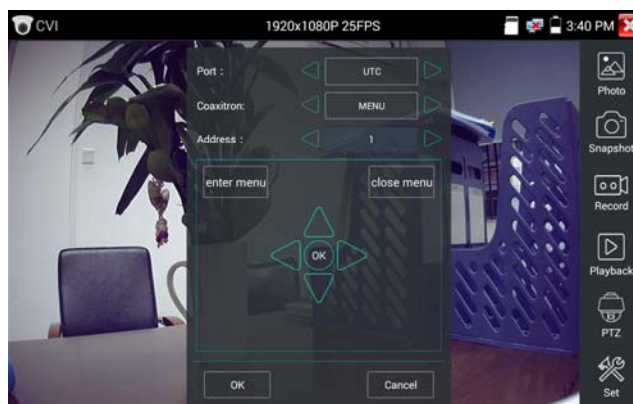 CVI
1920x1080P 25FPS
3:40 PM
Port :
UTC
Coaxitron:
MENU
Address :
1
enter menu
close menu
OK
OK
Cancel
Photo
Snapshot
Record
Playback
PTZ
Set